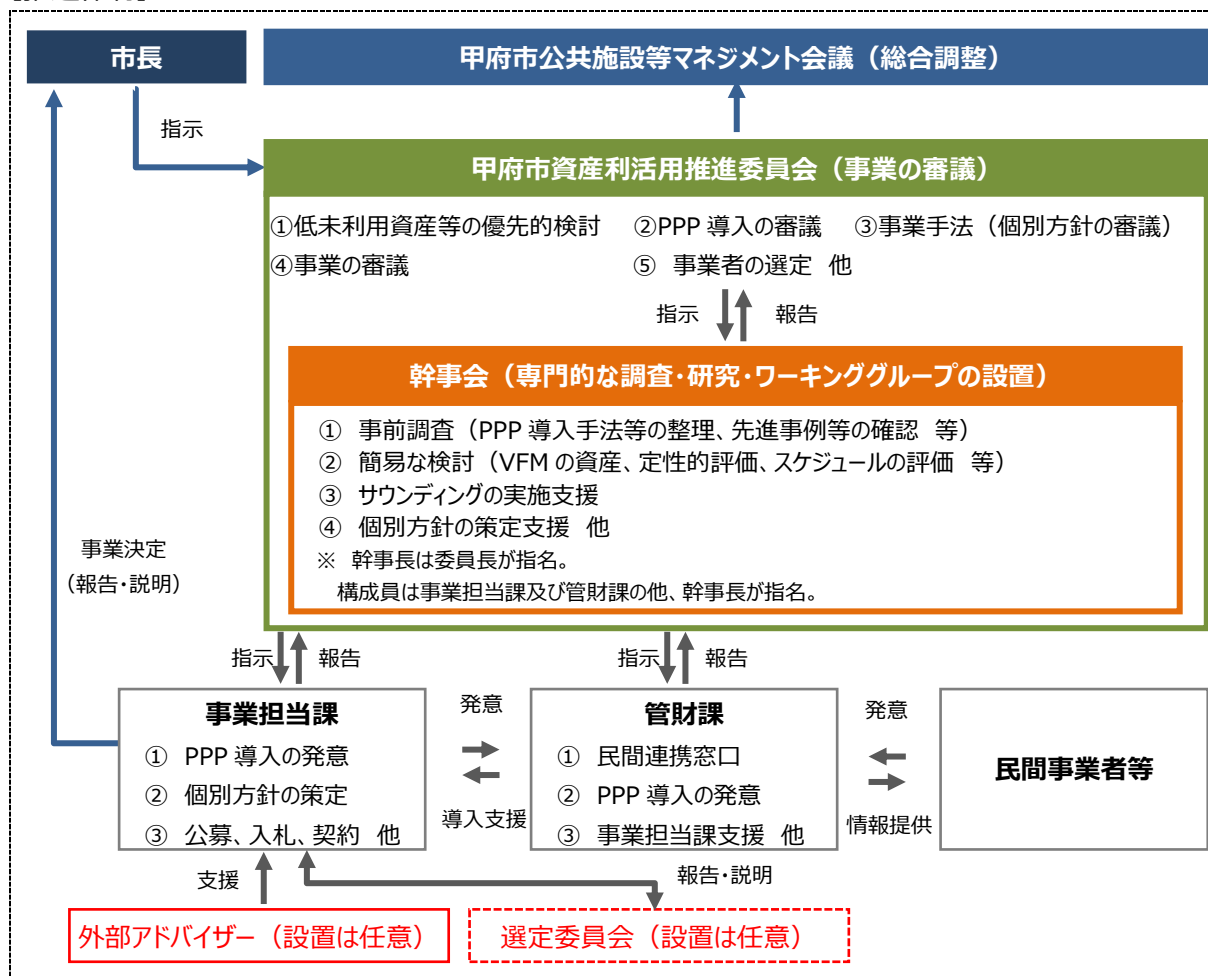 市長
甲府市公共施設等マネジメント会議（総合調整）
指示
甲府市資産利活用推進委員会（事業の審議）
①低未利用資産等の優先的検討 ②PPP 導入の審議 ③事業手法（個別方針の審議）
④事業の審議 ⑤ 事業者の選定 他
指示 報告
幹事会（専門的な調査・研究・ワーキンググループの設置）
① 事前調査（PPP 導入手法等の整理、先進事例等の確認 等）
② 簡易な検討（VFM の資産、定性的評価、スケジュールの評価 等）
③ サウンディングの実施支援
④ 個別方針の策定支援 他
※ 幹事長は委員長が指名。
構成員は事業担当課及び管財課の他、幹事長が指名。
事業決定
（報告・説明）
指示 報告
指示 報告
事業担当課
① PPP 導入の発意
② 個別方針の策定
③ 公募、入札、契約 他
発意
導入支援
管財課
① 民間連携窓口
② PPP 導入の発意
③ 事業担当課支援 他
発意
情報提供
民間事業者等
支援
報告・説明
外部アドバイザー（設置は任意）
選定委員会（設置は任意）